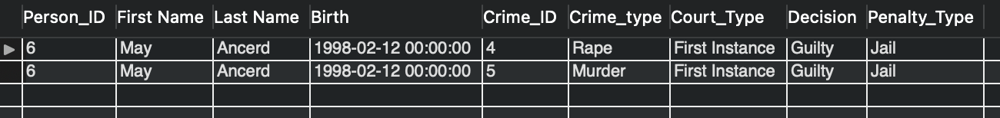 Person_ID First Name Last Name Birth Crime_ID Crime_type Court_Type Decision Penalty_Type
6 May Ancerd 1998-02-12 00:00:00 4 Rape First Instance Guilty Jail
6 May Ancerd 1998-02-12 00:00:00 5 Murder First Instance Guilty Jail